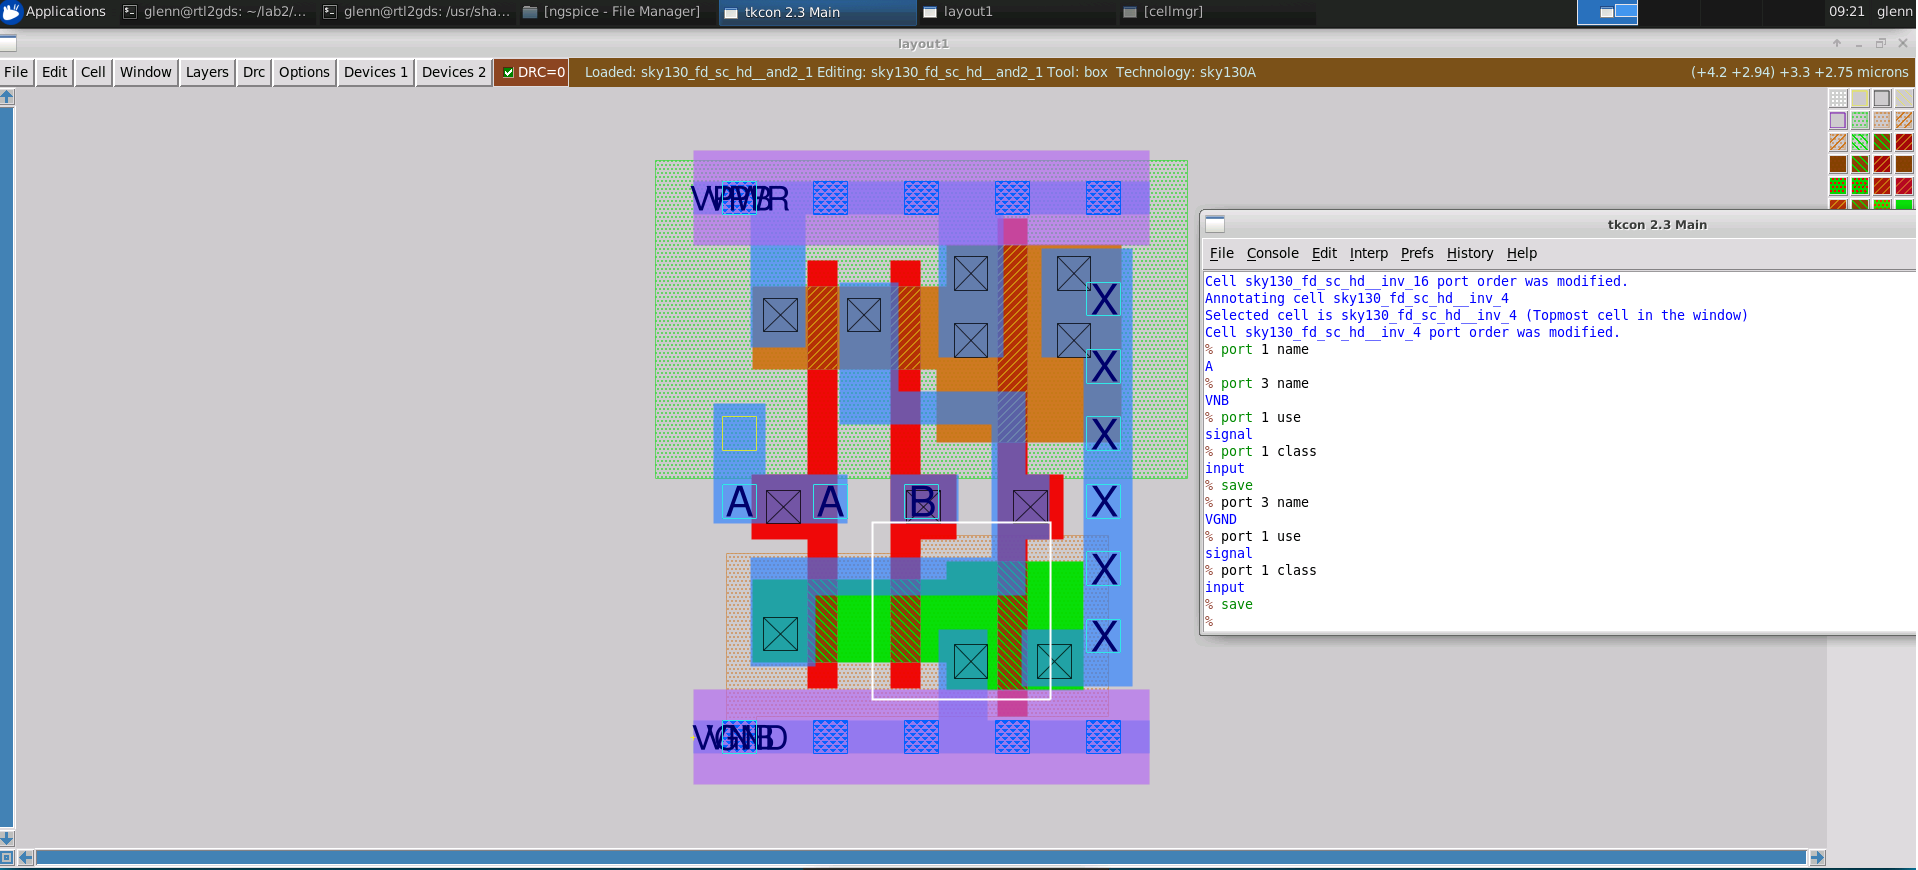 Applications glenn@rtl2gds: ~/lab2/... glenn@rtl2gds: /usr/sha... [ngspice - File Manager] tkcon 2.3 Main layout1 [cellmgr] 09:21 glenn
layout1
File Edit Cell Window Layers Drc Options Devices 1 Devices 2 DRC=0 Loaded: sky130_fd_sc_hd__and2_1 Editing: sky130_fd_sc_hd__and2_1 Tool: box Technology: sky130A (+4.2 +2.94) +3.3 +2.75 microns
X
X
X
A A B X
X
X
tkcon 2.3 Main
File Console Edit Interp Prefs History Help
Cell sky130_fd_sc_hd__inv_16 port order was modified.
Annotating cell sky130_fd_sc_hd__inv_4
Selected cell is sky130_fd_sc_hd__inv_4 (Topmost cell in the window)
Cell sky130_fd_sc_hd__inv_4 port order was modified.
% port 1 name
A
% port 3 name
VNB
% port 1 use
signal
% port 1 class
input
% save
% port 3 name
VGND
% port 1 use
signal
% port 1 class
input
% save
%